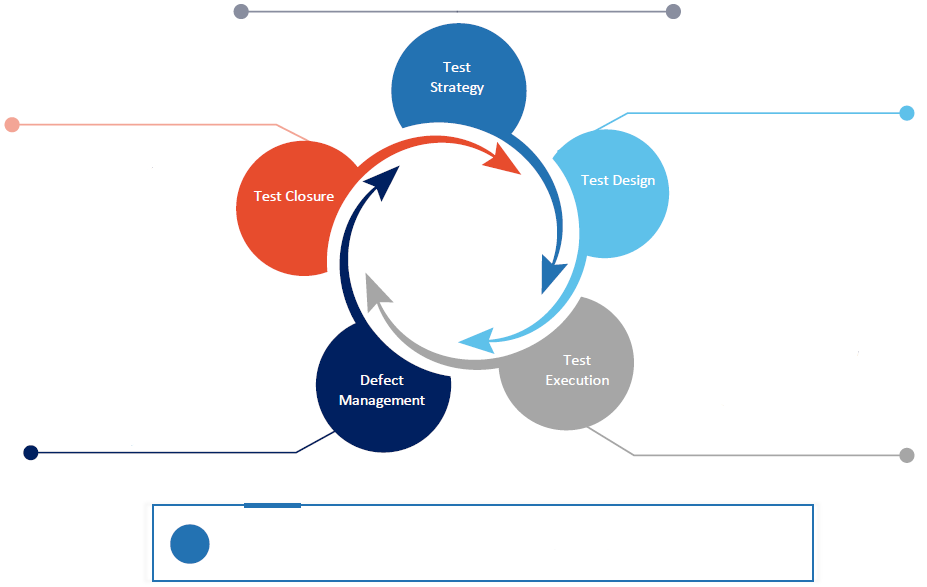 Test
Strategy
Test Design
Test Closure
Test
Execution
Defect
Management